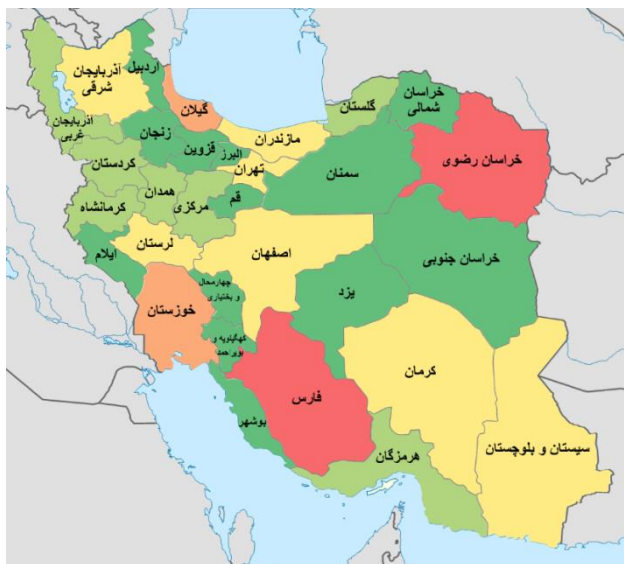 آذربایجان
شرقی
اردبیل
گیلان
آذربایجان
غربی
زنجان
کردستان
قزوین
البرز
مازندران
تهران
گلستان
خراسان
شمالی
خراسان رضوی
سمنان
همدان
مرکزی
قم
کرمانشاه
لرستان
ایلام
اصفهان
خراسان جنوبی
چهارمحال
و بختیاری
یزد
خوزستان
کهگیلویه و
بویراحمد
فارس
کرمان
بوشهر
هرمزگان
سیستان و بلوچستان